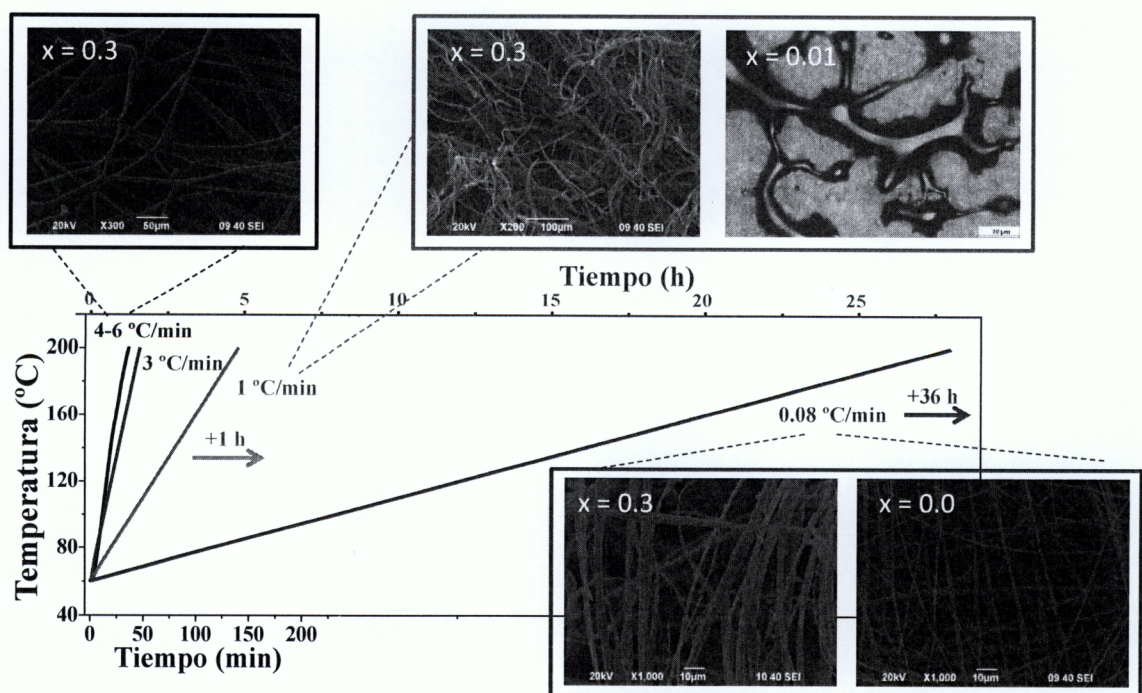 x = 0.3
20kV X300 50µm 09 40 SEI
x = 0.3
20kV X200 100µm 09 40 SEI
x = 0.01
Tiempo (h)
0 5 10 15 20 25
4-6 ºC/min
3 ºC/min
1 ºC/min
+1 h
0.08 ºC/min
+36 h
Temperatura (ºC)
200
160
120
80
40
0 50 100 150 200
Tiempo (min)
x = 0.3
20kV X1,000 10µm 10 40 SEI
x = 0.0
20kV X1,000 10µm 09 40 SEI